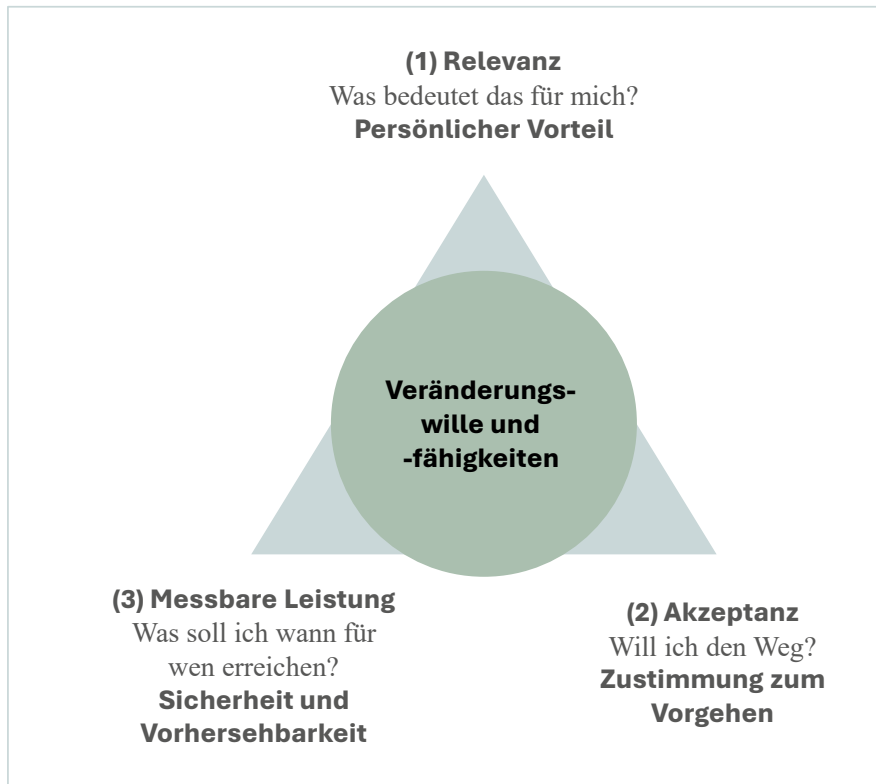 (1) Relevanz
Was bedeutet das für mich?
Persönlicher Vorteil
Veränderungs-
wille und
-fähigkeiten
(3) Messbare Leistung
Was soll ich wann für
wen erreichen?
Sicherheit und
Vorhersehbarkeit
(2) Akzeptanz
Will ich den Weg?
Zustimmung zum
Vorgehen